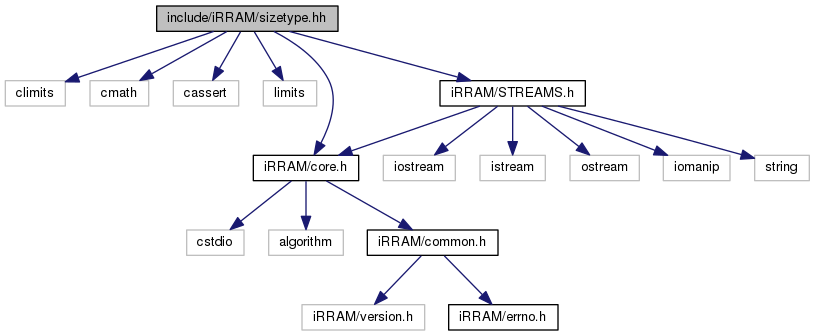 include/iRRAM/sizetype.hh
climits
cmath
cassert
limits
iRRAM/STREAMS.h
iRRAM/core.h
iostream
istream
ostream
iomanip
string
cstdio
algorithm
iRRAM/common.h
iRRAM/version.h
iRRAM/errno.h